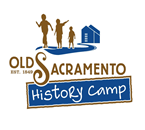 OLD SACRAMENTO
EST. 1849
HISTORY CAMP